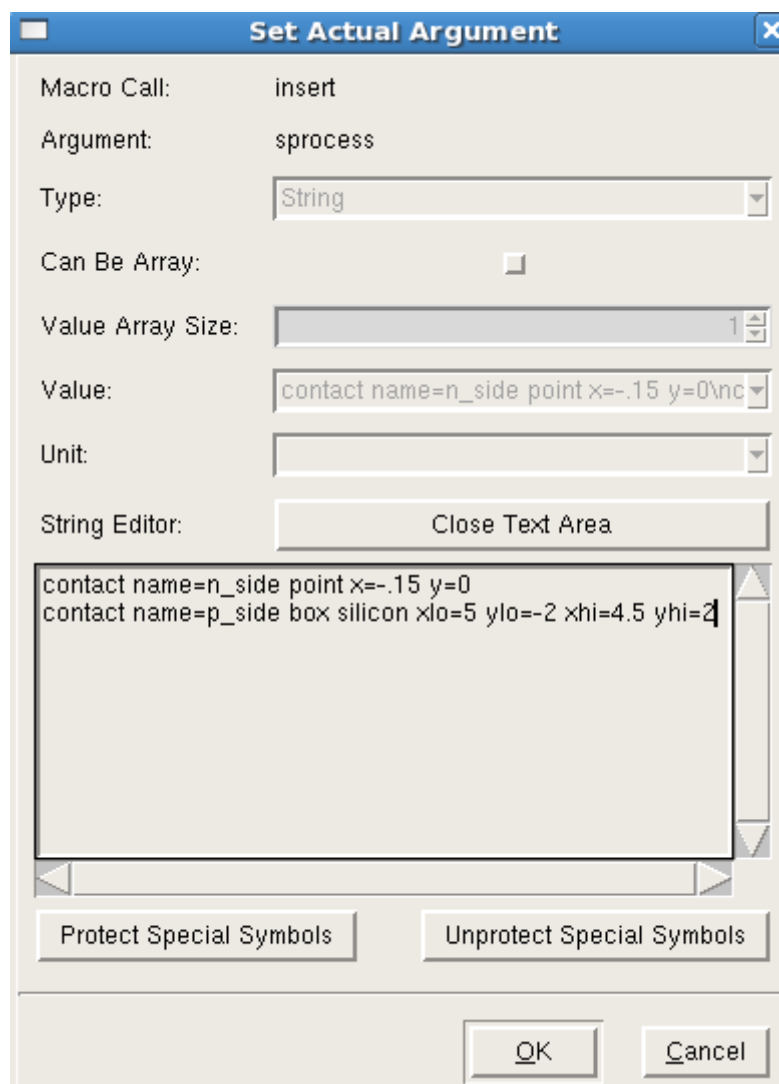 Set Actual Argument
Macro Call: insert
Argument: sprocess
Type: String
Can Be Array:
Value Array Size: 1
Value: contact name=n_side point x=-.15 y=0\nc
Unit:
String Editor: Close Text Area
contact name=n_side point x=-.15 y=0
contact name=p_side box silicon xlo=5 ylo=-2 xhi=4.5 yhi=2
Protect Special Symbols Unprotect Special Symbols
OK Cancel